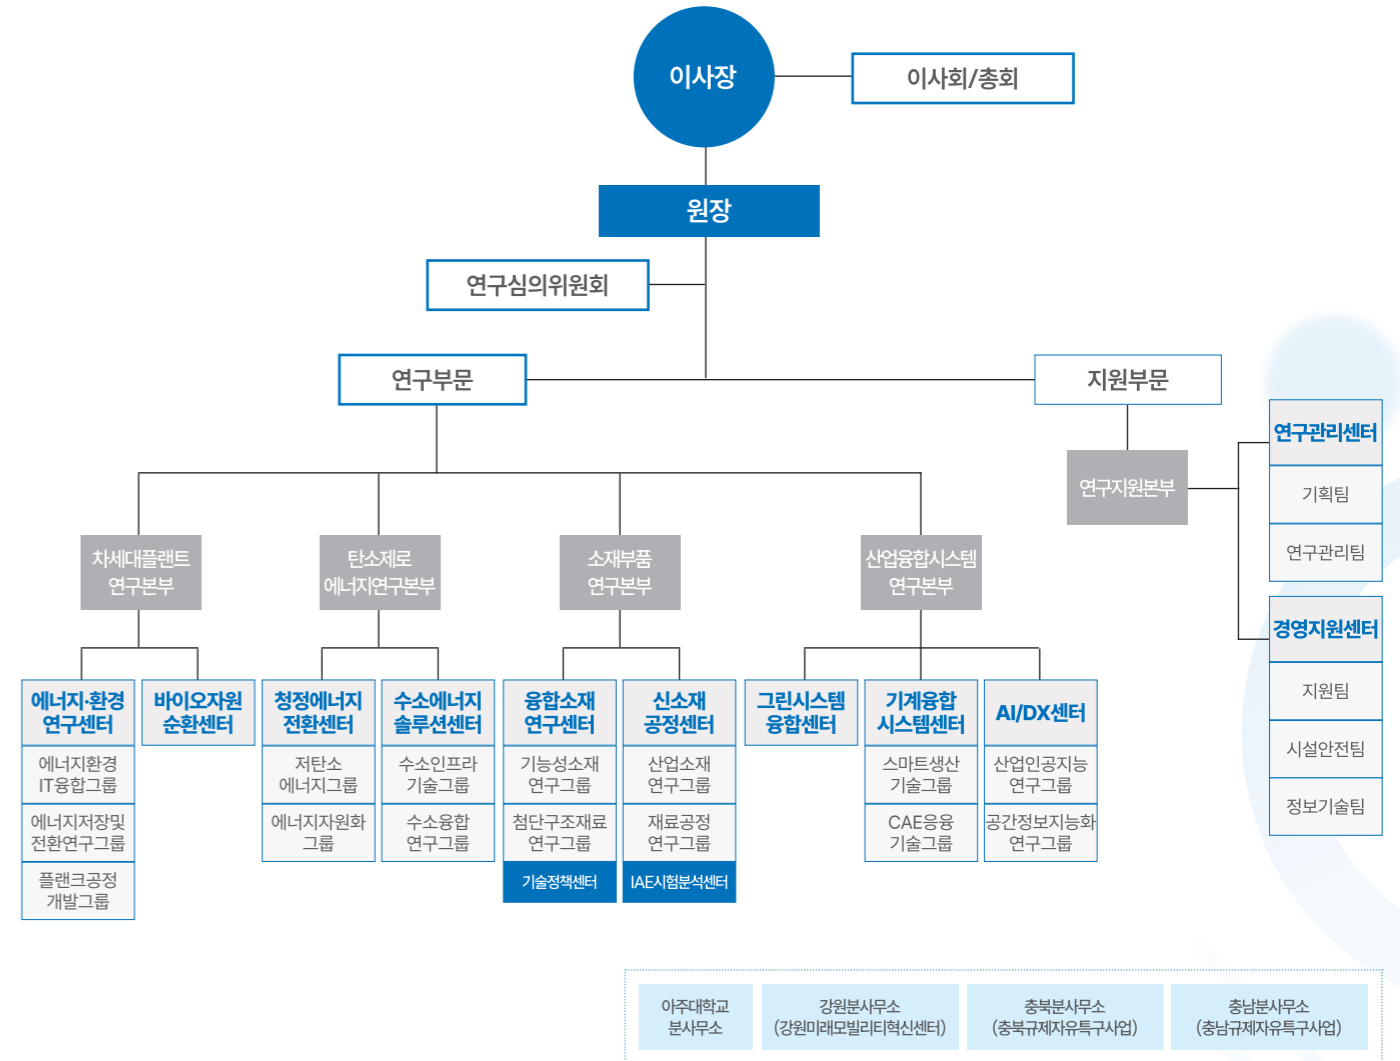 이사장
이사회/총회
원장
연구심의위원회
연구부문
지원부문
연구지원본부
연구관리센터
기획팀
연구관리팀
경영지원센터
지원팀
시설안전팀
정보기술팀
차세대플랜트
연구본부
탄소제로
에너지연구본부
소재부품
연구본부
산업융합시스템
연구본부
에너지·환경
연구센터
에너지환경
IT융합그룹
에너지저장및
전환연구그룹
플랜크공정
개발그룹
바이오자원
순환센터
청정에너지
전환센터
저탄소
에너지그룹
에너지자원화
그룹
수소에너지
솔루션센터
수소인프라
기술그룹
수소융합
연구그룹
융합소재
연구센터
기능성소재
연구그룹
첨단구조재료
연구그룹
기술정책센터
신소재
공정센터
산업소재
연구그룹
재료공정
연구그룹
IAE시험분석센터
그린시스템
융합센터
기계융합
시스템센터
스마트생산
기술그룹
CAE응용
기술그룹
AI/DX센터
산업인공지능
연구그룹
공간정보지능화
연구그룹
아주대학교
분사무소
강원분사무소
(강원미래모빌리티혁신센터)
충북분사무소
(충북규제자유특구사업)
충남분사무소
(충남규제자유특구사업)